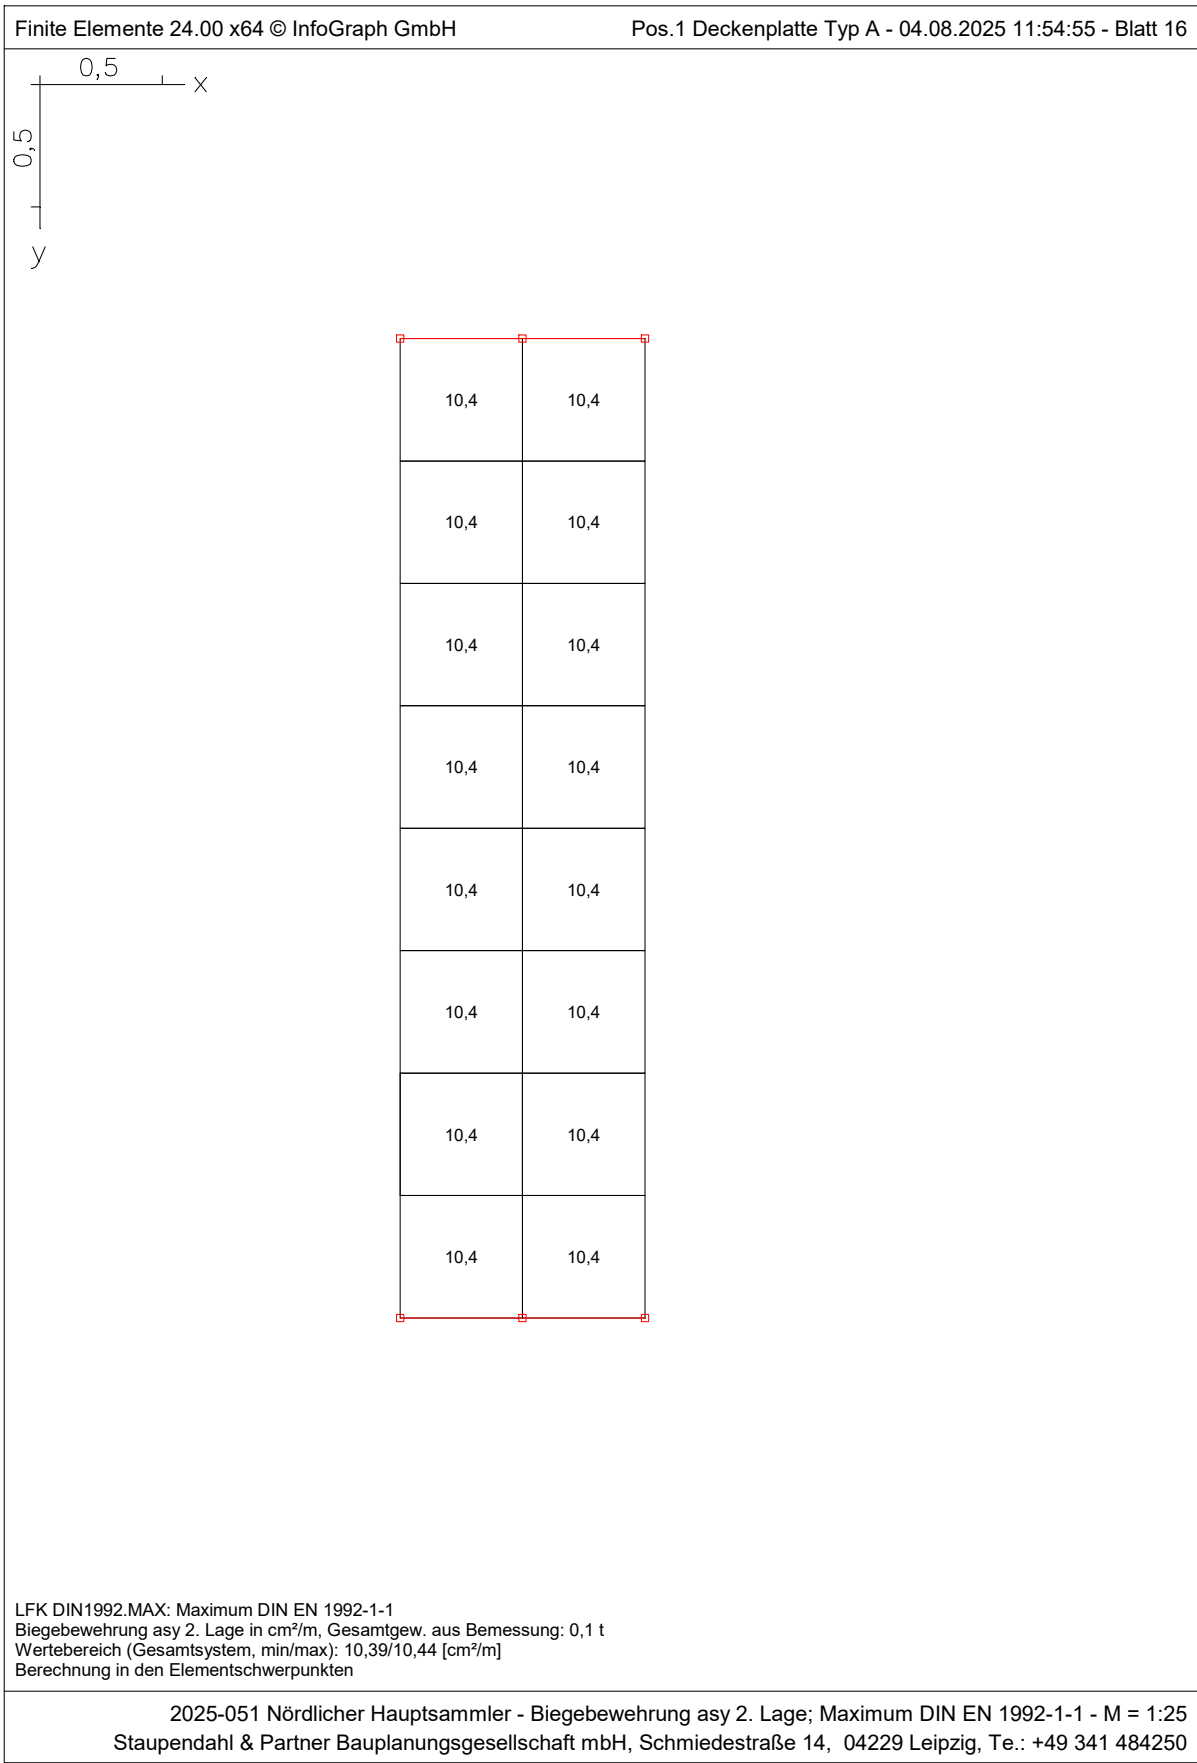 Finite Elemente 24.00 x64 © InfoGraph GmbH Pos.1 Deckenplatte Typ A - 04.08.2025 11:54:55 - Blatt 16
0,5
x
0,5
y
10,4 10,4
10,4 10,4
10,4 10,4
10,4 10,4
10,4 10,4
10,4 10,4
10,4 10,4
10,4 10,4
LFK DIN1992.MAX: Maximum DIN EN 1992-1-1
Biegebewehrung asy 2. Lage in cm²/m, Gesamtgew. aus Bemessung: 0,1 t
Wertebereich (Gesamtsystem, min/max): 10,39/10,44 [cm²/m]
Berechnung in den Elementschwerpunkten
2025-051 Nördlicher Hauptsammler - Biegebewehrung asy 2. Lage; Maximum DIN EN 1992-1-1 - M = 1:25
Staupendahl & Partner Bauplanungsgesellschaft mbH, Schmiedestraße 14, 04229 Leipzig, Te.: +49 341 484250